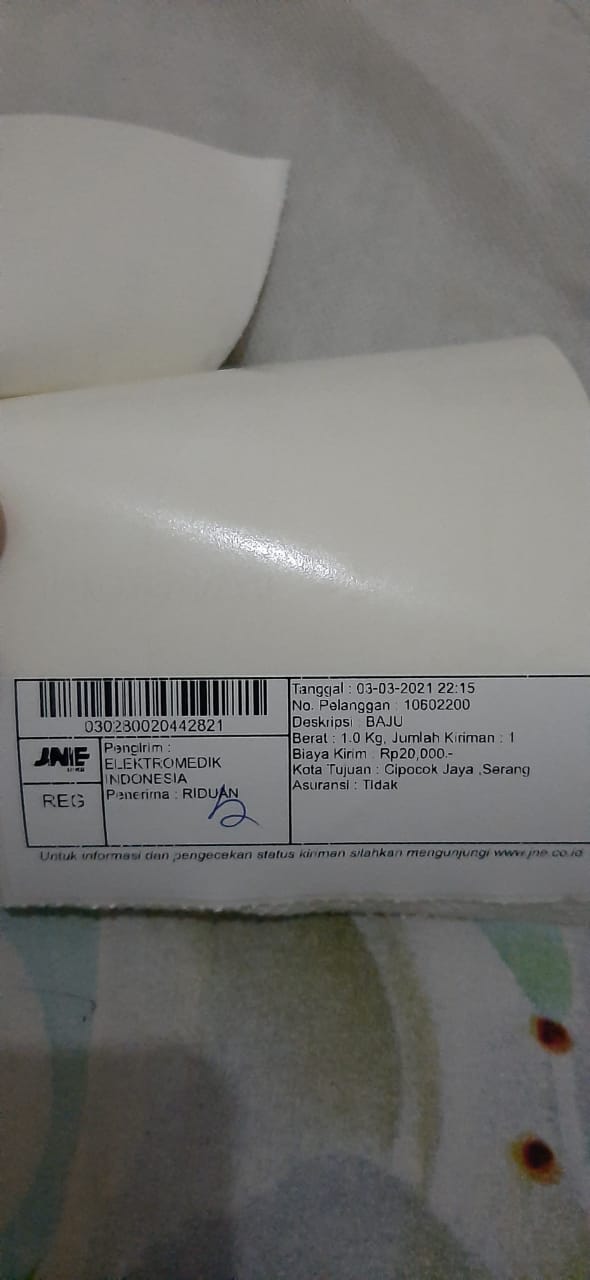 030280020442821
JNE
REG
Pengirim :
ELEKTROMEDIK
INDONESIA
Penerima : RIDUAN
Tanggal : 03-03-2021 22:15
No. Pelanggan : 10602200
Deskripsi : BAJU
Berat : 1.0 Kg, Jumlah Kiriman : 1
Biaya Kirim : Rp20,000.-
Kota Tujuan : Cipocok Jaya ,Serang
Asuransi : Tidak
Untuk informasi dan pengecekan status kiriman silahkan mengunjungi www.jne.co.id